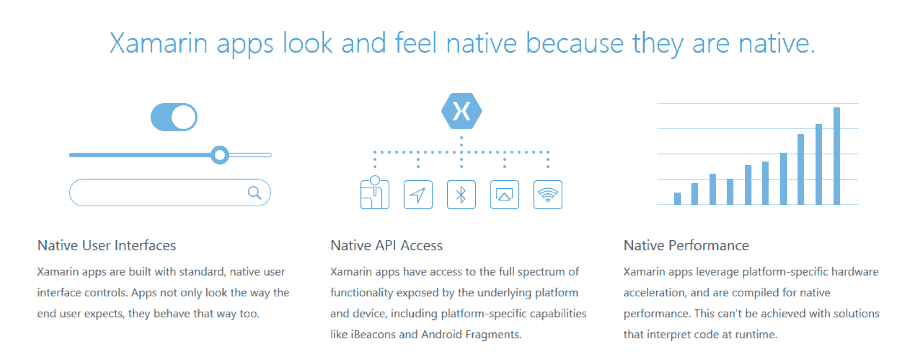 Xamarin apps look and feel native because they are native.
X
Native User Interfaces
Xamarin apps are built with standard, native user
interface controls. Apps not only look the way the
end user expects, they behave that way too.
Native API Access
Xamarin apps have access to the full spectrum of
functionality exposed by the underlying platform
and device, including platform-specific capabilities
like iBeacons and Android Fragments.
Native Performance
Xamarin apps leverage platform-specific hardware
acceleration, and are compiled for native
performance. This can't be achieved with solutions
that interpret code at runtime.